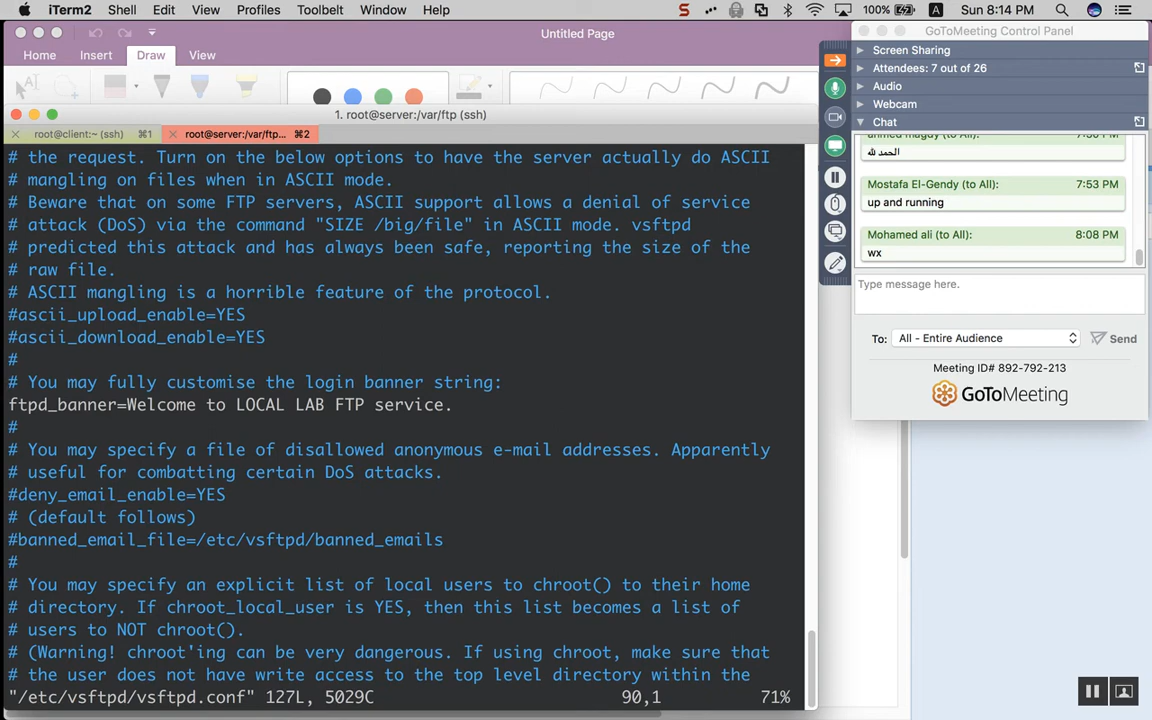 iTerm2 Shell Edit View Profiles Toolbelt Window Help
100% A Sun 8:14 PM
Untitled Page
Home Insert Draw View
1. root@server:/var/ftp (ssh)
root@client:~ (ssh) ⌘1
root@server:/var/ftp... ⌘2
# the request. Turn on the below options to have the server actually do ASCII
# mangling on files when in ASCII mode.
# Beware that on some FTP servers, ASCII support allows a denial of service
# attack (DoS) via the command "SIZE /big/file" in ASCII mode. vsftpd
# predicted this attack and has always been safe, reporting the size of the
# raw file.
# ASCII mangling is a horrible feature of the protocol.
#ascii_upload_enable=YES
#ascii_download_enable=YES
#
# You may fully customise the login banner string:
ftpd_banner=Welcome to LOCAL LAB FTP service.
#
# You may specify a file of disallowed anonymous e-mail addresses. Apparently
# useful for combatting certain DoS attacks.
#deny_email_enable=YES
# (default follows)
#banned_email_file=/etc/vsftpd/banned_emails
#
# You may specify an explicit list of local users to chroot() to their home
# directory. If chroot_local_user is YES, then this list becomes a list of
# users to NOT chroot().
# (Warning! chroot'ing can be very dangerous. If using chroot, make sure that
# the user does not have write access to the top level directory within the
"/etc/vsftpd/vsftpd.conf" 127L, 5029C 90,1 71%
GoToMeeting Control Panel
Screen Sharing
Attendees: 7 out of 26
Audio
Webcam
Chat
ahmed magdy (to All):
الحمد لله
Mostafa El-Gendy (to All): 7:53 PM
up and running
Mohamed ali (to All): 8:08 PM
wx
Type message here.
To: All - Entire Audience Send
Meeting ID# 892-792-213
GoToMeeting